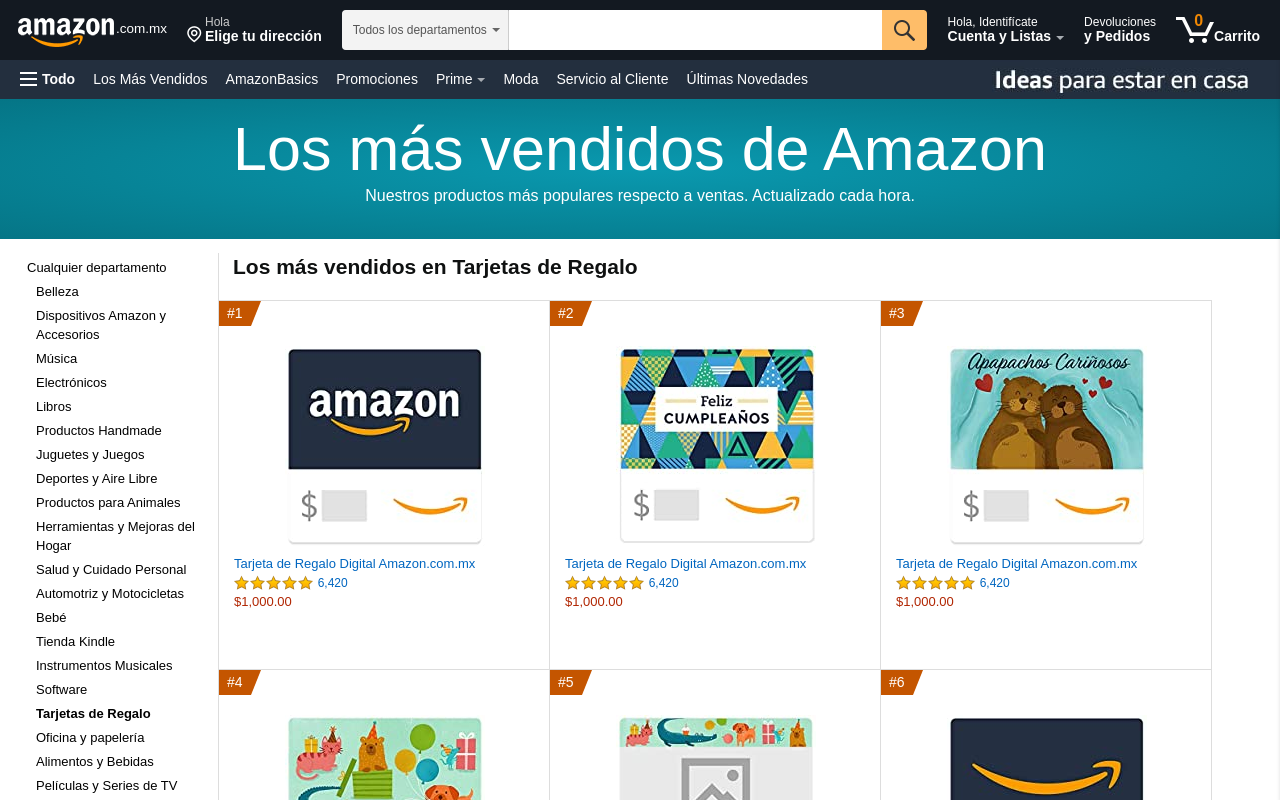 amazon.com.mx
Hola
Elige tu dirección
Todos los departamentos
Hola, Identifícate
Cuenta y Listas
Devoluciones
y Pedidos
0
Carrito
Todo
Los Más Vendidos
AmazonBasics
Promociones
Prime
Moda
Servicio al Cliente
Últimas Novedades
Ideas para estar en casa
Los más vendidos de Amazon
Nuestros productos más populares respecto a ventas. Actualizado cada hora.
Cualquier departamento
Belleza
Dispositivos Amazon y
Accesorios
Música
Electrónicos
Libros
Productos Handmade
Juguetes y Juegos
Deportes y Aire Libre
Productos para Animales
Herramientas y Mejoras del
Hogar
Salud y Cuidado Personal
Automotriz y Motocicletas
Bebé
Tienda Kindle
Instrumentos Musicales
Software
Tarjetas de Regalo
Oficina y papelería
Alimentos y Bebidas
Películas y Series de TV
Los más vendidos en Tarjetas de Regalo
#1
amazon
$
Tarjeta de Regalo Digital Amazon.com.mx
6,420
$1,000.00
#2
Feliz
CUMPLEAÑOS
$
Tarjeta de Regalo Digital Amazon.com.mx
6,420
$1,000.00
#3
Apapachos Cariñosos
$
Tarjeta de Regalo Digital Amazon.com.mx
6,420
$1,000.00
#4
#5
#6